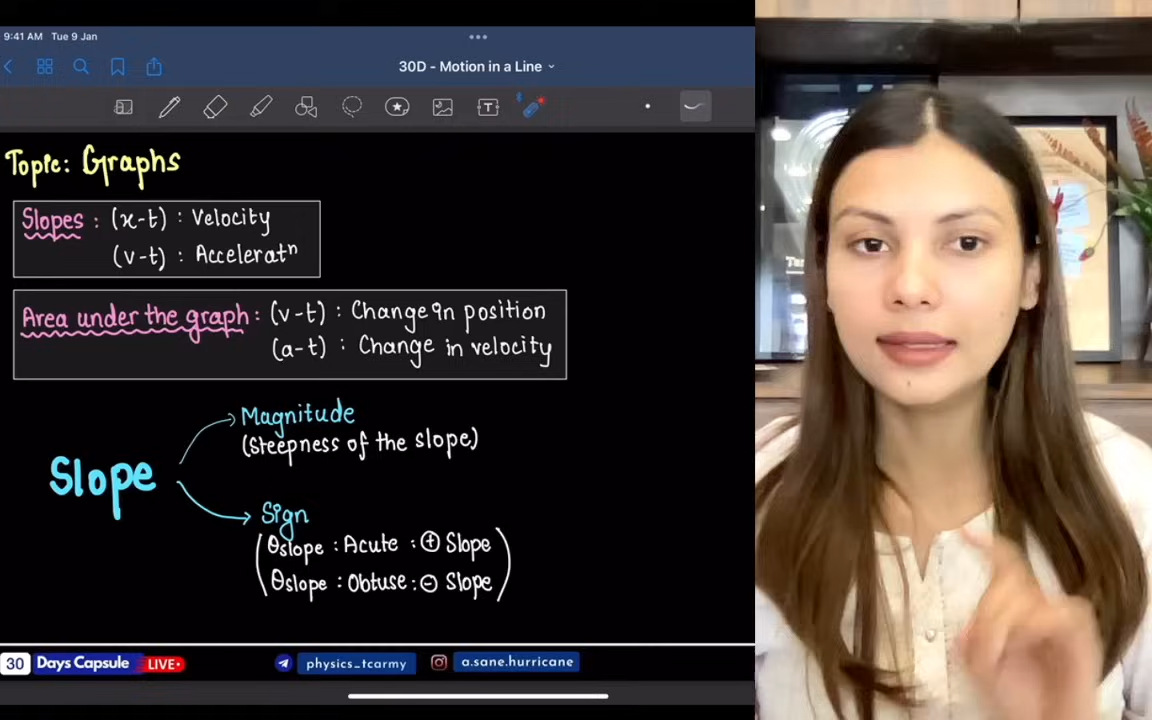 9:41 AM Tue 9 Jan
30D - Motion in a Line
Topic: Graphs
Slopes : (x-t) : Velocity
(v-t) : Acceleratⁿ
Area under the graph : (v-t) : Change in position
(a-t) : Change in velocity
Magnitude
(Steepness of the slope)
Slope
Sign
(θslope : Acute : ⊕ Slope
θslope : Obtuse : ⊖ Slope)
30 Days Capsule LIVE
physics_tcarmy
a.sane.hurricane